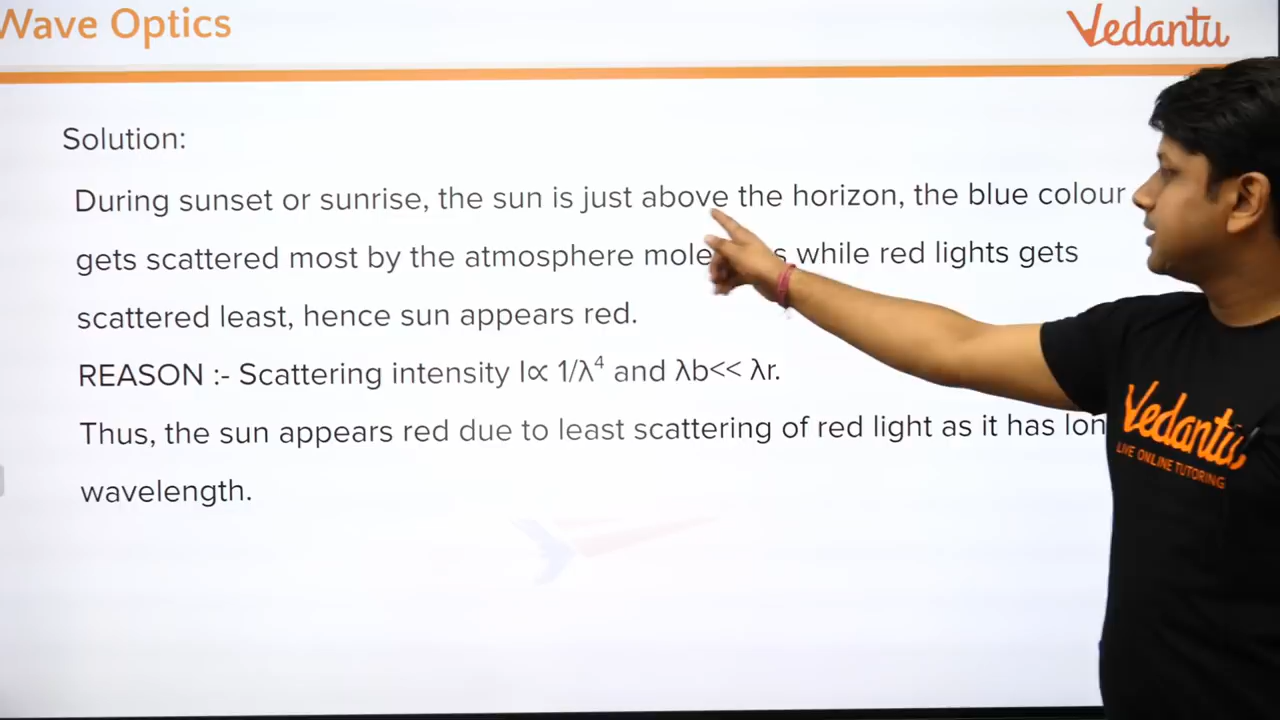 Wave Optics
Vedantu
Solution:
During sunset or sunrise, the sun is just above the horizon, the blue colour
gets scattered most by the atmosphere while red lights gets
scattered least, hence sun appears red.
REASON :- Scattering intensity I∝ 1/λ⁴ and λb<< λr.
Thus, the sun appears red due to least scattering of red light as it has
wavelength.
Vedantu
LIVE ONLINE TUTORING